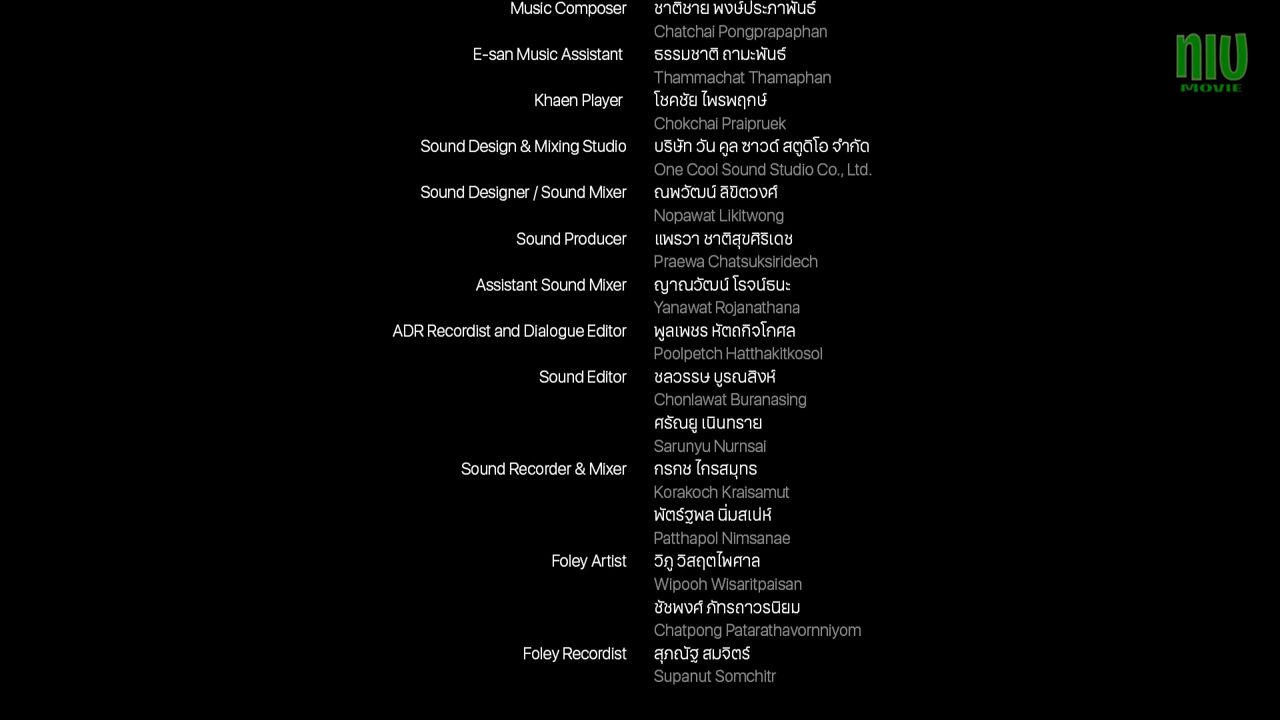 Music Composer ชาติชาย พงษ์ประภาพันธ์
Chatchai Pongprapaphan
E-san Music Assistant ธรรมชาติ ถามะพันธ์
Thammachat Thamaphan
Khaen Player โชคชัย ไพรพฤกษ์
Chokchai Praipruek
Sound Design & Mixing Studio บริษัท วัน คูล ซาวด์ สตูดิโอ จำกัด
One Cool Sound Studio Co., Ltd.
Sound Designer / Sound Mixer ณพวัฒน์ ลิขิตวงศ์
Nopawat Likitwong
Sound Producer แพรวา ชาติสุขศิริเดช
Praewa Chatsuksiridech
Assistant Sound Mixer ญาณวัฒน์ โรจน์ธนะ
Yanawat Rojanathana
ADR Recordist and Dialogue Editor พูลเพชร หัตถกิจโกศล
Poolpetch Hatthakitkosol
Sound Editor ชลวรรษ บูรณสิงห์
Chonlawat Buranasing
ศรัณยู เนินทราย
Sarunyu Nurnsai
Sound Recorder & Mixer กรกช ไกรสมุทร
Korakoch Kraisamut
พัตร์ฐพล นิ่มสเน่ห์
Patthapol Nimsanae
Foley Artist วิภู วิสฤตไพศาล
Wipooh Wisaritpaisan
ชัชพงศ์ ภัทรถาวรนิยม
Chatpong Patarathavornniyom
Foley Recordist สุภณัฐ สมจิตร์
Supanut Somchitr
NIU
MOVIE